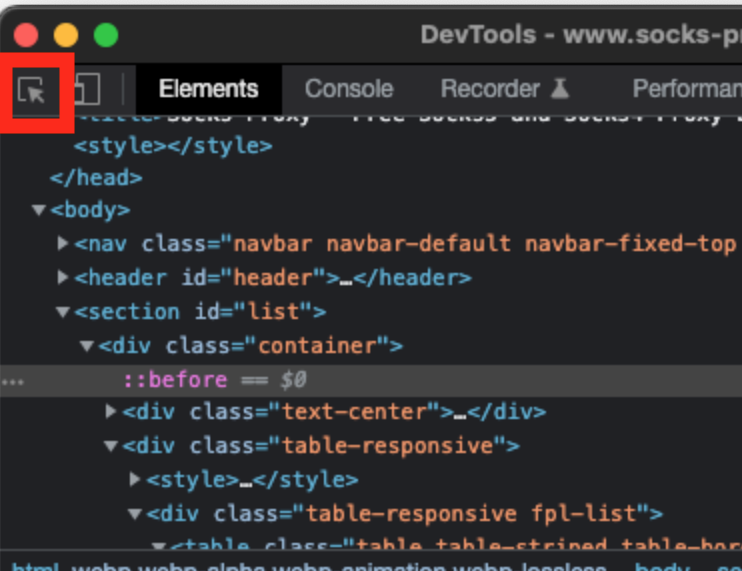 DevTools - www.socks-pr
Elements Console Recorder Performan
<title>Socks Proxy - Free Socks5 and Socks4 Proxy
<style></style>
</head>
▼<body>
▶<nav class="navbar navbar-default navbar-fixed-top
▶<header id="header">…</header>
▼<section id="list">
▼<div class="container">
… ::before == $0
▶<div class="text-center">…</div>
▼<div class="table-responsive">
▶<style>…</style>
▼<div class="table-responsive fpl-list">
▼<table class="table table-striped table-bor
html.webp.webp-alpha.webp-animation.webp-lossless body